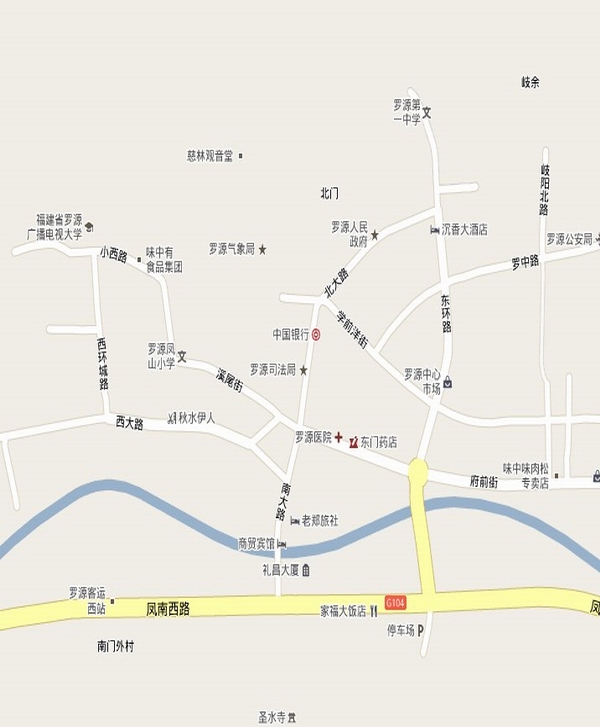 岐余
罗源第
一中学
慈林观音堂
北门
岐阳北路
福建省罗源
广播电视大学
罗源人民
政府
沉香大酒店
罗源公安局
小西路
味中有
食品集团
罗源气象局
罗中路
北大路
东环路
学前洋街
中国银行
西环城路
罗源凤
山小学
罗源司法局
溪尾街
罗源中心
市场
西大路
秋水伊人
罗源医院
东门药店
府前街
味中味肉松
专卖店
南大路
老郑旅社
商贸宾馆
礼昌大厦
罗源客运
西站
凤南西路
家福大饭店
G104
凤
停车场
P
南门外村
圣水寺